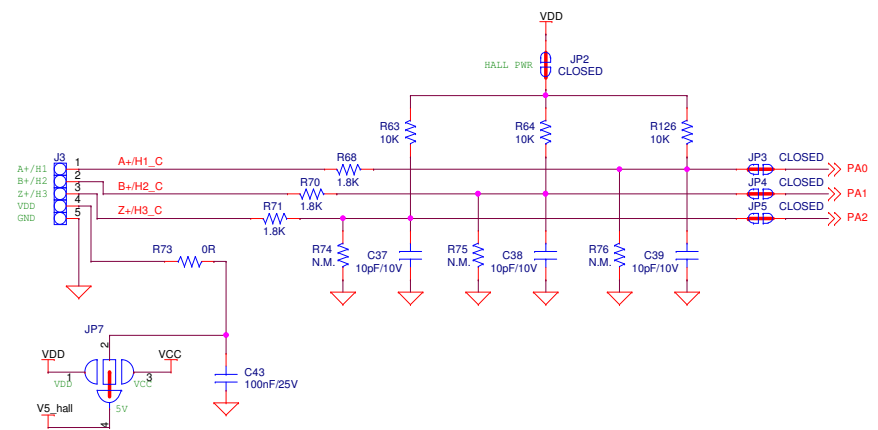 VDD
HALL PWR
JP2
CLOSED
R63
10K
R64
10K
R126
10K
J3
A+/H1
B+/H2
Z+/H3
VDD
GND
1
2
3
4
5
A+/H1_C
B+/H2_C
Z+/H3_C
R68
1.8K
R70
1.8K
R71
1.8K
JP3 CLOSED
PA0
JP4 CLOSED
PA1
JP5 CLOSED
PA2
R73 0R
R74
N.M.
C37
10pF/10V
R75
N.M.
C38
10pF/10V
R76
N.M.
C39
10pF/10V
JP7
2
VDD
VCC
1
3
VDD
VCC
5V
V5_hall
4
C43
100nF/25V